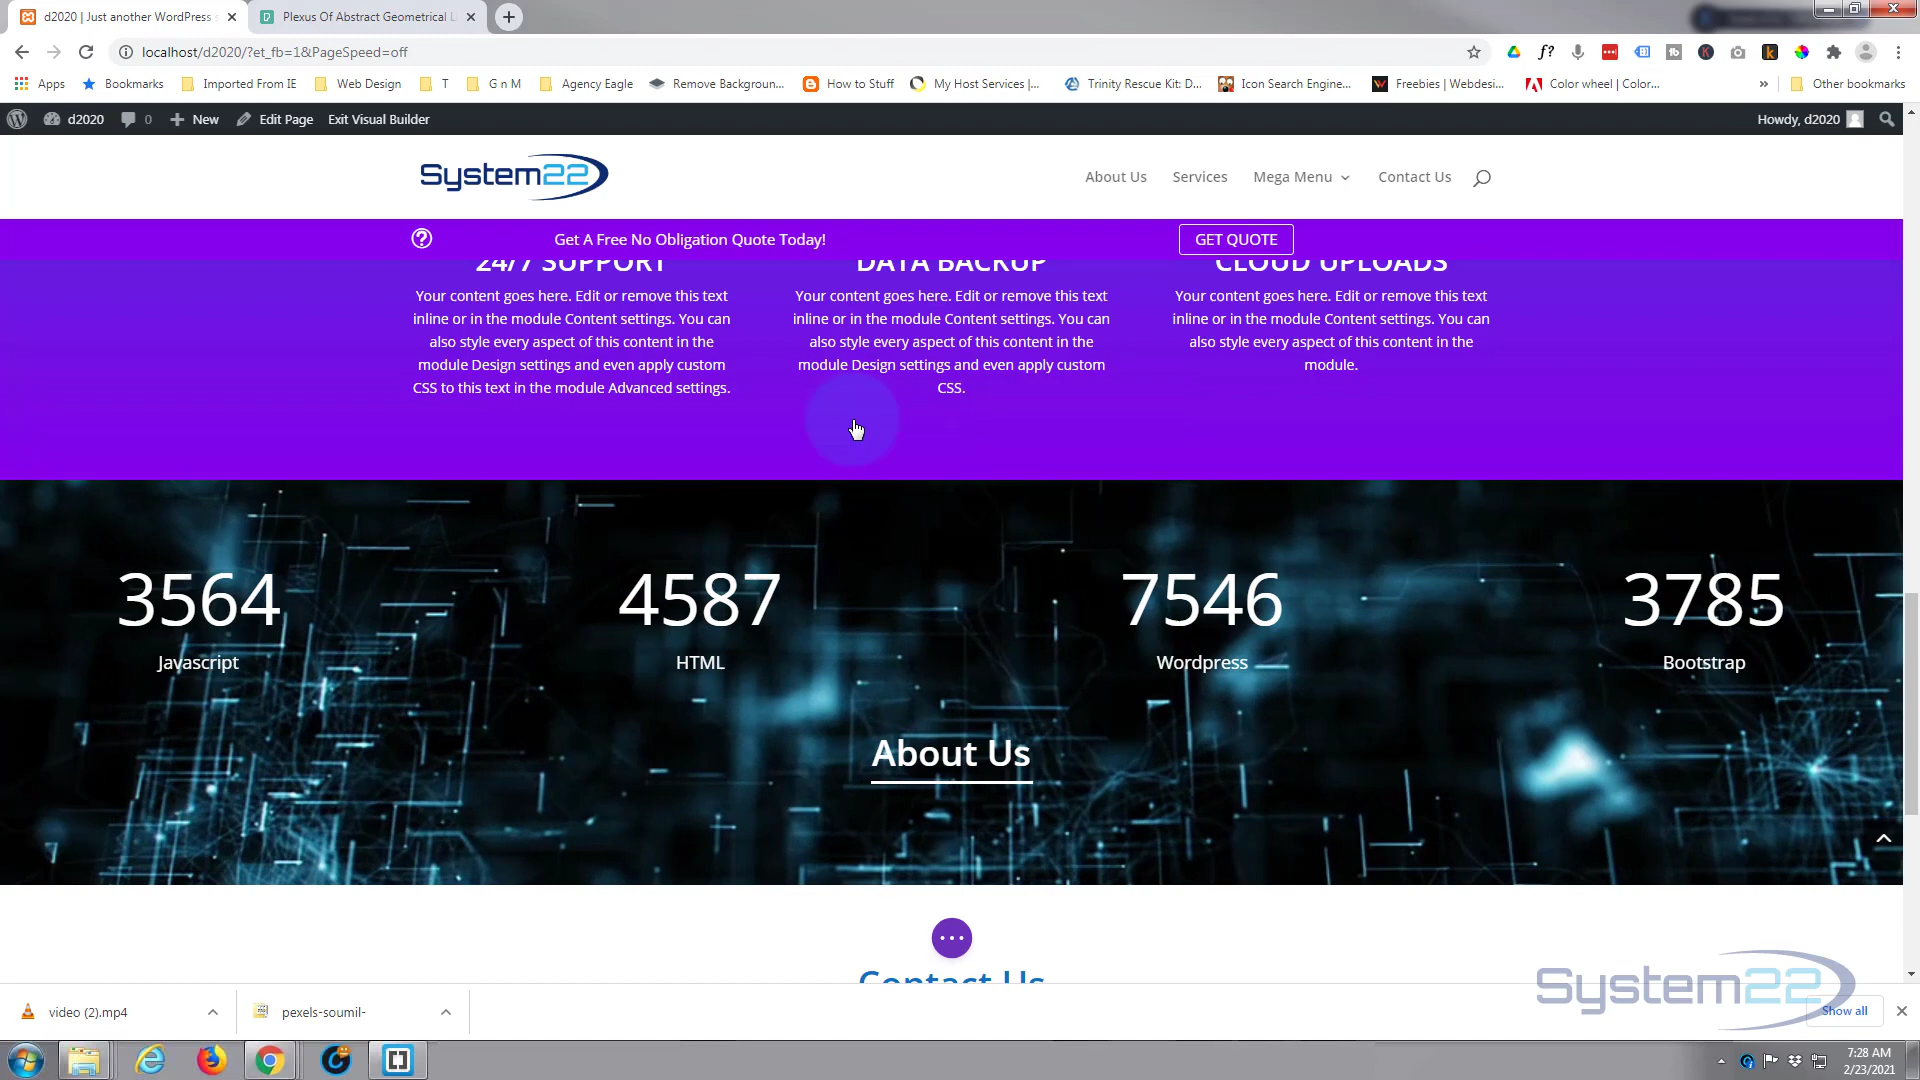 d2020 | Just another WordPress s
Plexus Of Abstract Geometrical L
localhost/d2020/?et_fb=1&PageSpeed=off
Apps
Bookmarks
Imported From IE
Web Design
T
G n M
Agency Eagle
Remove Backgroun...
How to Stuff
My Host Services |...
Trinity Rescue Kit: D...
Icon Search Engine...
Freebies | Webdesi...
Color wheel | Color...
Other bookmarks
d2020
0
New
Edit Page
Exit Visual Builder
Howdy, d2020
System22
About Us
Services
Mega Menu
Contact Us
Get A Free No Obligation Quote Today!
GET QUOTE
24/7 SUPPORT
Your content goes here. Edit or remove this text
inline or in the module Content settings. You can
also style every aspect of this content in the
module Design settings and even apply custom
CSS to this text in the module Advanced settings.
DATA BACKUP
Your content goes here. Edit or remove this text
inline or in the module Content settings. You can
also style every aspect of this content in the
module Design settings and even apply custom
CSS.
CLOUD UPLOADS
Your content goes here. Edit or remove this text
inline or in the module Content settings. You can
also style every aspect of this content in the
module.
3564
Javascript
4587
HTML
7546
Wordpress
3785
Bootstrap
About Us
Contact Us
System22
video (2).mp4
pexels-soumil-
Show all
7:28 AM
2/23/2021